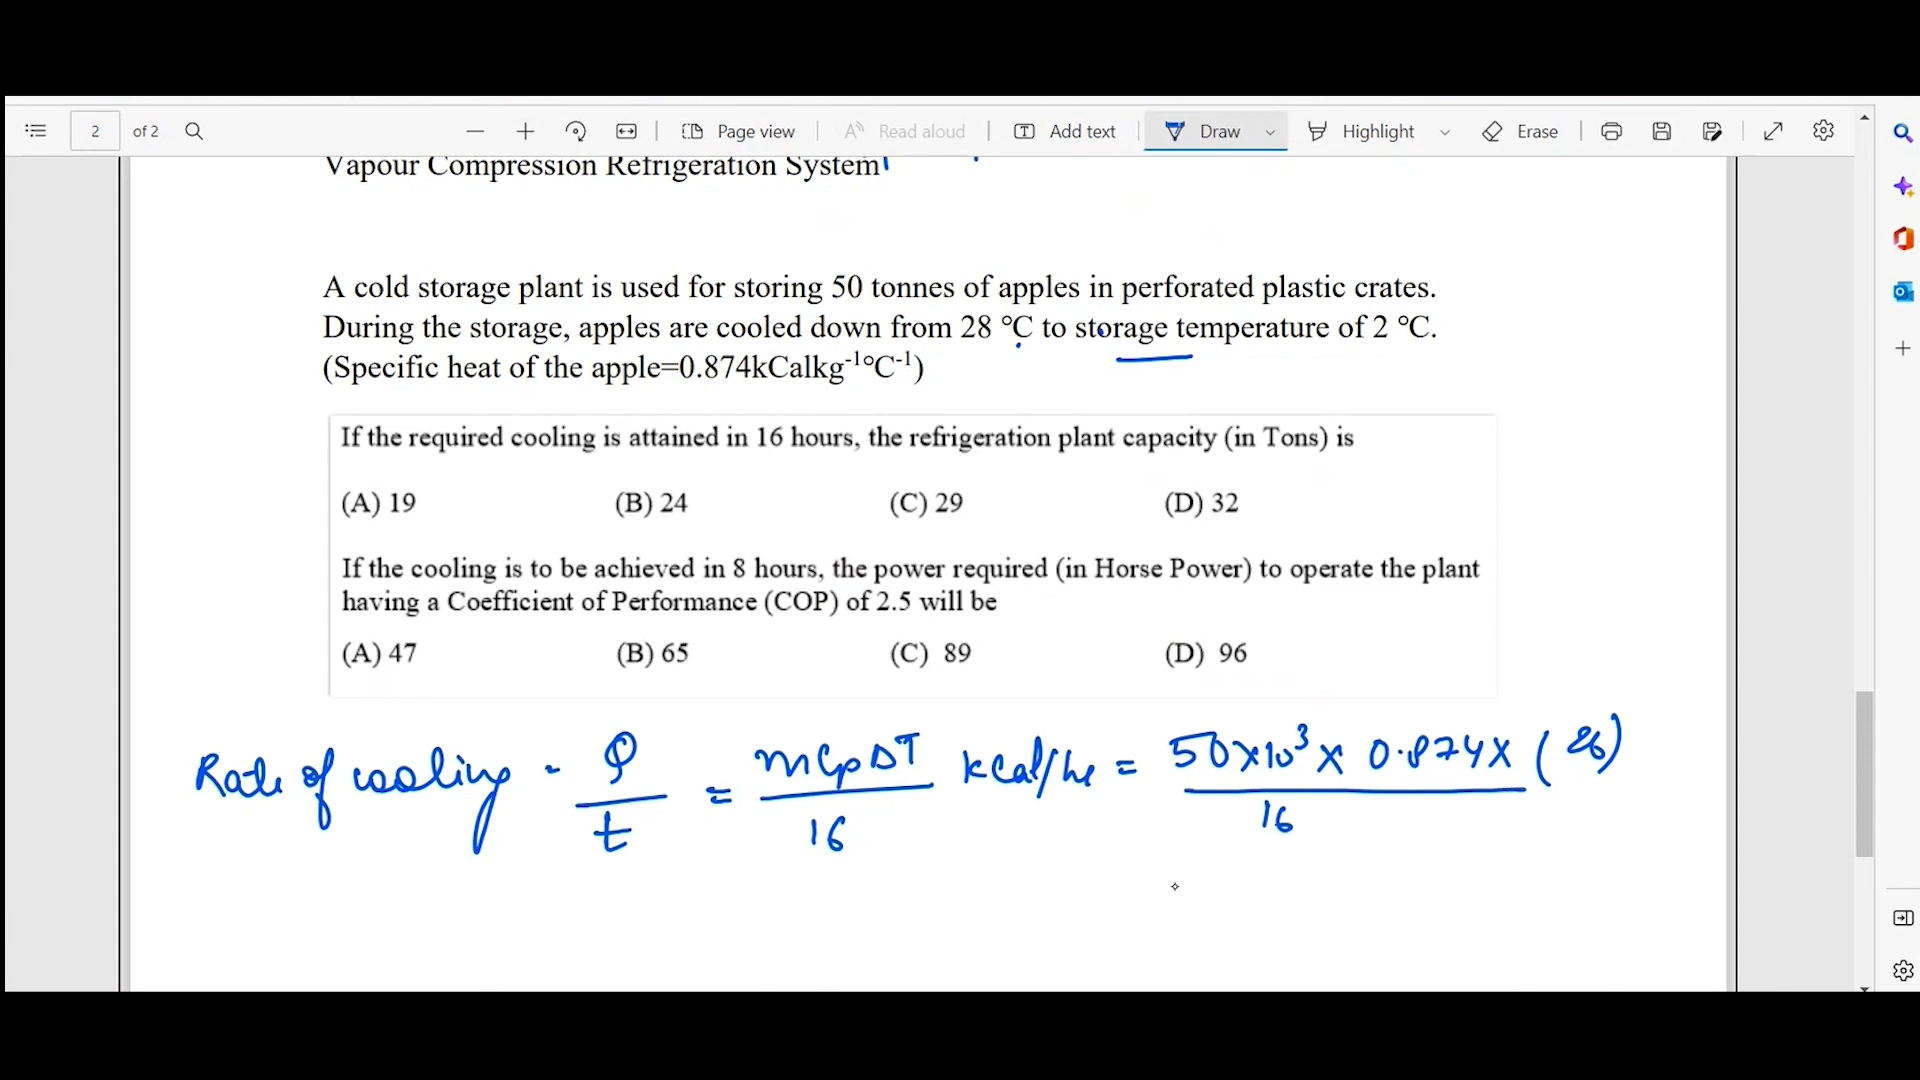 2 of 2 Page view Read aloud Add text Draw Highlight Erase
Vapour Compression Refrigeration System
A cold storage plant is used for storing 50 tonnes of apples in perforated plastic crates.
During the storage, apples are cooled down from 28 °C to storage temperature of 2 °C.
(Specific heat of the apple=0.874kCalkg⁻¹°C⁻¹)
If the required cooling is attained in 16 hours, the refrigeration plant capacity (in Tons) is
(A) 19 (B) 24 (C) 29 (D) 32
If the cooling is to be achieved in 8 hours, the power required (in Horse Power) to operate the plant
having a Coefficient of Performance (COP) of 2.5 will be
(A) 47 (B) 65 (C) 89 (D) 96
Rate of cooling = Q/t = mCpΔT/16 kcal/hr = 50×10³ × 0.874 × (26)/16